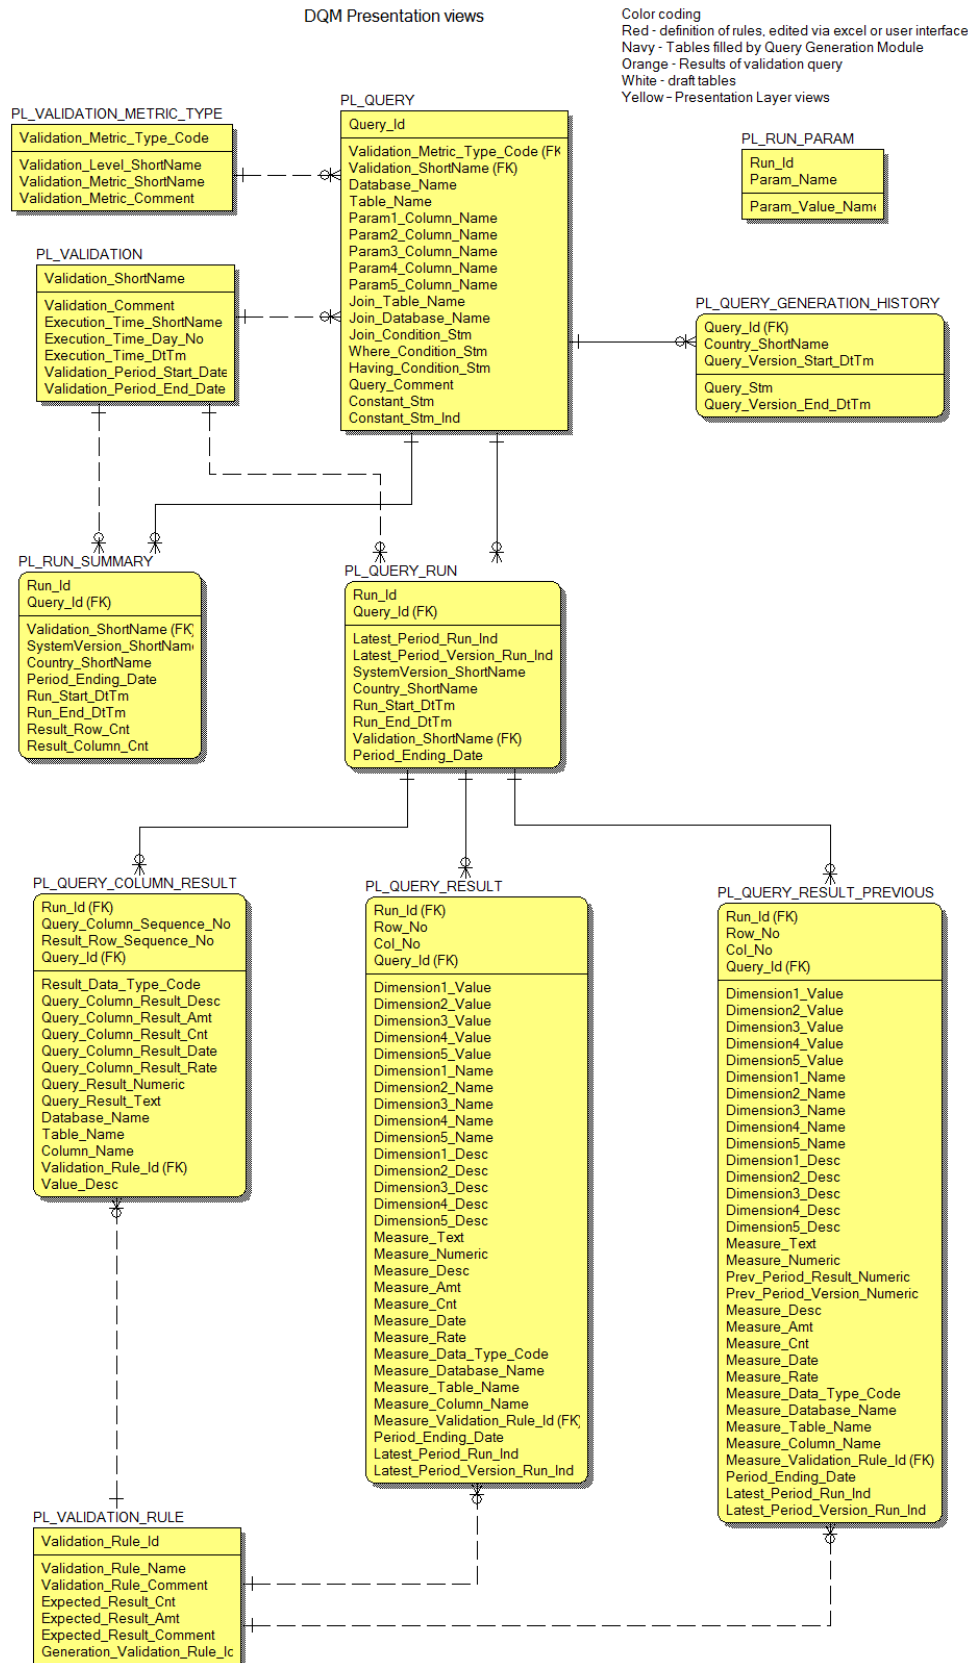 DQM Presentation views
Color coding
Red - definition of rules, edited via excel or user interface
Navy - Tables filled by Query Generation Module
Orange - Results of validation query
White - draft tables
Yellow - Presentation Layer views
PL_VALIDATION_METRIC_TYPE
Validation_Metric_Type_Code
Validation_Level_ShortName
Validation_Metric_ShortName
Validation_Metric_Comment
PL_QUERY
Query_Id
Validation_Metric_Type_Code (FK
Validation_ShortName (FK)
Database_Name
Table_Name
Param1_Column_Name
Param2_Column_Name
Param3_Column_Name
Param4_Column_Name
Param5_Column_Name
Join_Table_Name
Join_Database_Name
Join_Condition_Stm
Where_Condition_Stm
Having_Condition_Stm
Query_Comment
Constant_Stm
Constant_Stm_Ind
PL_RUN_PARAM
Run_Id
Param_Name
Param_Value_Name
PL_VALIDATION
Validation_ShortName
Validation_Comment
Execution_Time_ShortName
Execution_Time_Day_No
Execution_Time_DtTm
Validation_Period_Start_Date
Validation_Period_End_Date
PL_QUERY_GENERATION_HISTORY
Query_Id (FK)
Country_ShortName
Query_Version_Start_DtTm
Query_Stm
Query_Version_End_DtTm
PL_RUN_SUMMARY
Run_Id
Query_Id (FK)
Validation_ShortName (FK)
SystemVersion_ShortName
Country_ShortName
Period_Ending_Date
Run_Start_DtTm
Run_End_DtTm
Result_Row_Cnt
Result_Column_Cnt
PL_QUERY_RUN
Run_Id
Query_Id (FK)
Latest_Period_Run_Ind
Latest_Period_Version_Run_Ind
SystemVersion_ShortName
Country_ShortName
Run_Start_DtTm
Run_End_DtTm
Validation_ShortName (FK)
Period_Ending_Date
PL_QUERY_COLUMN_RESULT
Run_Id (FK)
Query_Column_Sequence_No
Result_Row_Sequence_No
Query_Id (FK)
Result_Data_Type_Code
Query_Column_Result_Desc
Query_Column_Result_Amt
Query_Column_Result_Cnt
Query_Column_Result_Date
Query_Column_Result_Rate
Query_Result_Numeric
Query_Result_Text
Database_Name
Table_Name
Column_Name
Validation_Rule_Id (FK)
Value_Desc
PL_QUERY_RESULT
Run_Id (FK)
Row_No
Col_No
Query_Id (FK)
Dimension1_Value
Dimension2_Value
Dimension3_Value
Dimension4_Value
Dimension5_Value
Dimension1_Name
Dimension2_Name
Dimension3_Name
Dimension4_Name
Dimension5_Name
Dimension1_Desc
Dimension2_Desc
Dimension3_Desc
Dimension4_Desc
Dimension5_Desc
Measure_Text
Measure_Numeric
Measure_Desc
Measure_Amt
Measure_Cnt
Measure_Date
Measure_Rate
Measure_Data_Type_Code
Measure_Database_Name
Measure_Table_Name
Measure_Column_Name
Measure_Validation_Rule_Id (FK)
Period_Ending_Date
Latest_Period_Run_Ind
Latest_Period_Version_Run_Ind
PL_QUERY_RESULT_PREVIOUS
Run_Id (FK)
Row_No
Col_No
Query_Id (FK)
Dimension1_Value
Dimension2_Value
Dimension3_Value
Dimension4_Value
Dimension5_Value
Dimension1_Name
Dimension2_Name
Dimension3_Name
Dimension4_Name
Dimension5_Name
Dimension1_Desc
Dimension2_Desc
Dimension3_Desc
Dimension4_Desc
Dimension5_Desc
Measure_Text
Measure_Numeric
Prev_Period_Result_Numeric
Prev_Period_Version_Numeric
Measure_Desc
Measure_Amt
Measure_Cnt
Measure_Date
Measure_Rate
Measure_Data_Type_Code
Measure_Database_Name
Measure_Table_Name
Measure_Column_Name
Measure_Validation_Rule_Id (FK)
Period_Ending_Date
Latest_Period_Run_Ind
Latest_Period_Version_Run_Ind
PL_VALIDATION_RULE
Validation_Rule_Id
Validation_Rule_Name
Validation_Rule_Comment
Expected_Result_Cnt
Expected_Result_Amt
Expected_Result_Comment
Generation_Validation_Rule_Ic